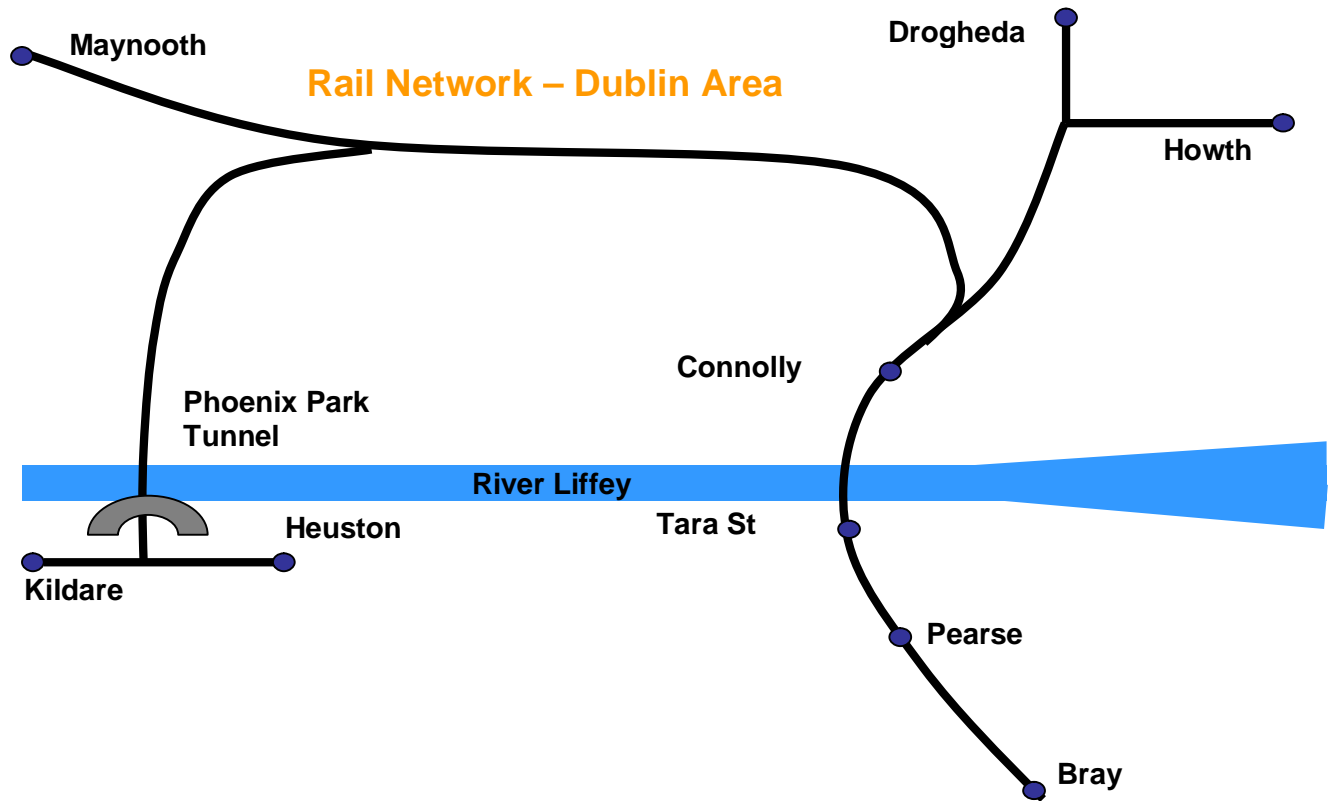 Maynooth
Drogheda
Rail Network – Dublin Area
Howth
Connolly
Phoenix Park
Tunnel
River Liffey
Heuston
Tara St
Kildare
Pearse
Bray